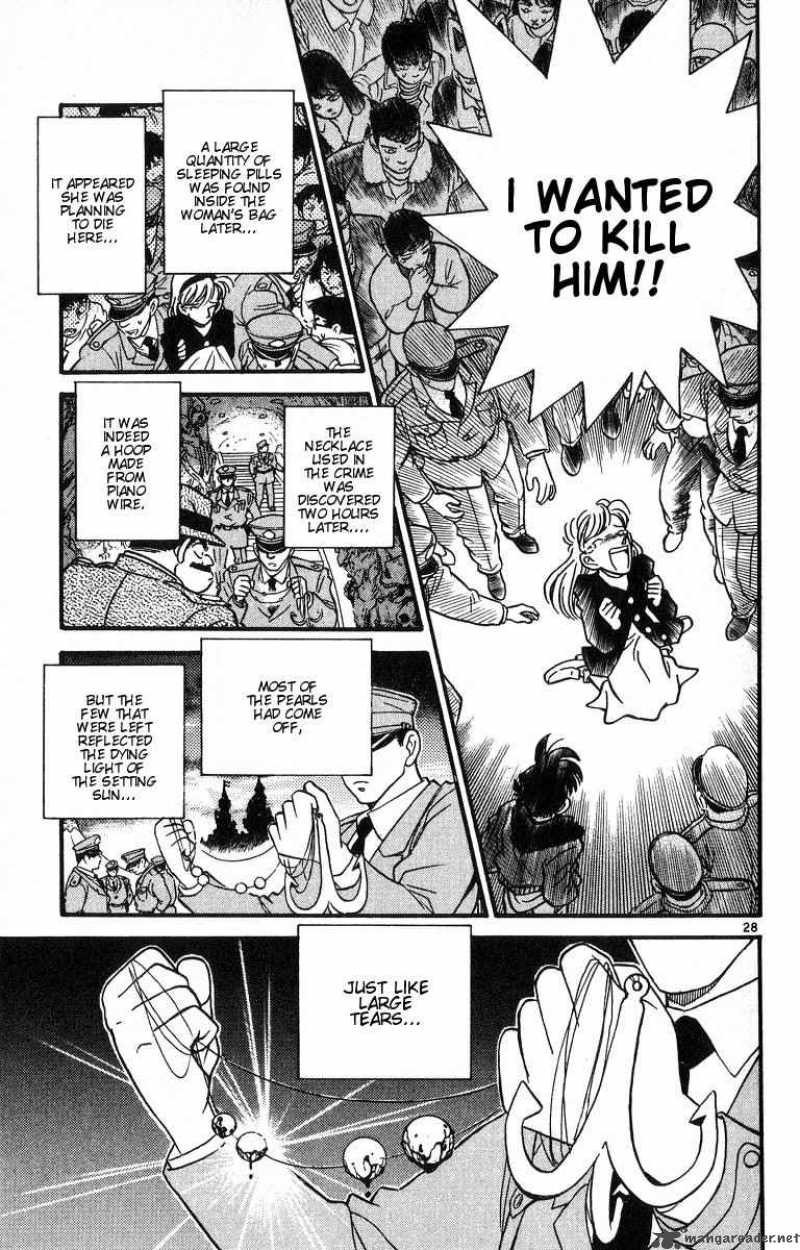 I WANTED
TO KILL
HIM!!
A LARGE
QUANTITY OF
SLEEPING PILLS
WAS FOUND
INSIDE THE
WOMAN'S BAG
LATER...
IT APPEARED
SHE WAS
PLANNING
TO DIE
HERE...
THE
NECKLACE
USED IN
THE CRIME
WAS
DISCOVERED
TWO HOURS
LATER....
IT WAS
INDEED
A HOOP
MADE
FROM
PIANO
WIRE.
MOST OF
THE PEARLS
HAD COME
OFF,
BUT THE
FEW THAT
WERE LEFT
REFLECTED
THE DYING
LIGHT OF
THE SETTING
SUN...
28
JUST LIKE
LARGE
TEARS...
mangareader.net